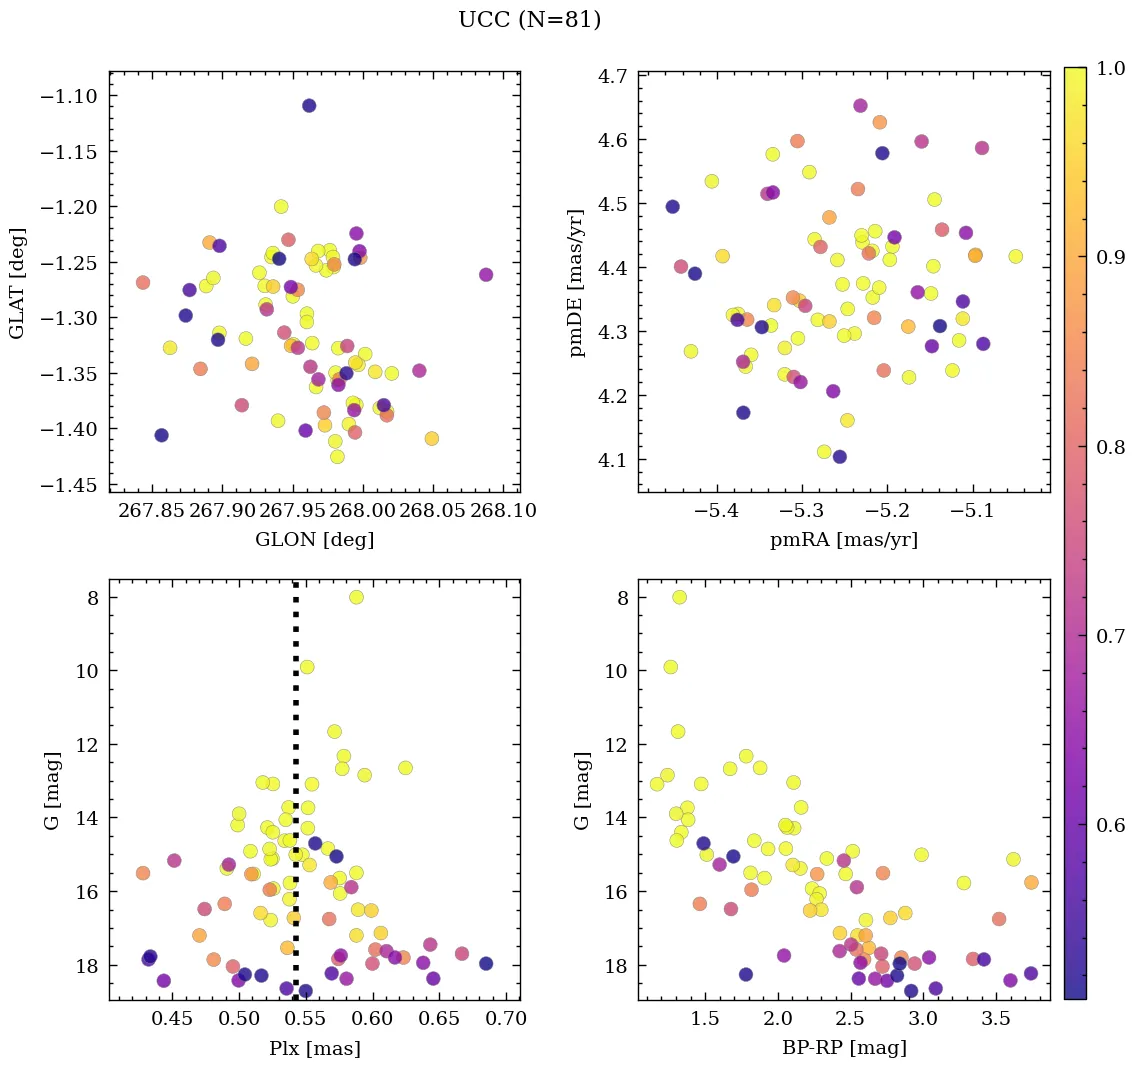 UCC (N=81)
−1.10
−1.15
−1.20
−1.25
−1.30
−1.35
−1.40
−1.45
GLAT [deg]
267.85 267.90 267.95 268.00 268.05 268.10
GLON [deg]
4.7
4.6
4.5
4.4
4.3
4.2
4.1
pmDE [mas/yr]
−5.4 −5.3 −5.2 −5.1
pmRA [mas/yr]
1.0
0.9
0.8
0.7
0.6
8
10
12
14
16
18
G [mag]
0.45 0.50 0.55 0.60 0.65 0.70
Plx [mas]
8
10
12
14
16
18
G [mag]
1.5 2.0 2.5 3.0 3.5
BP-RP [mag]